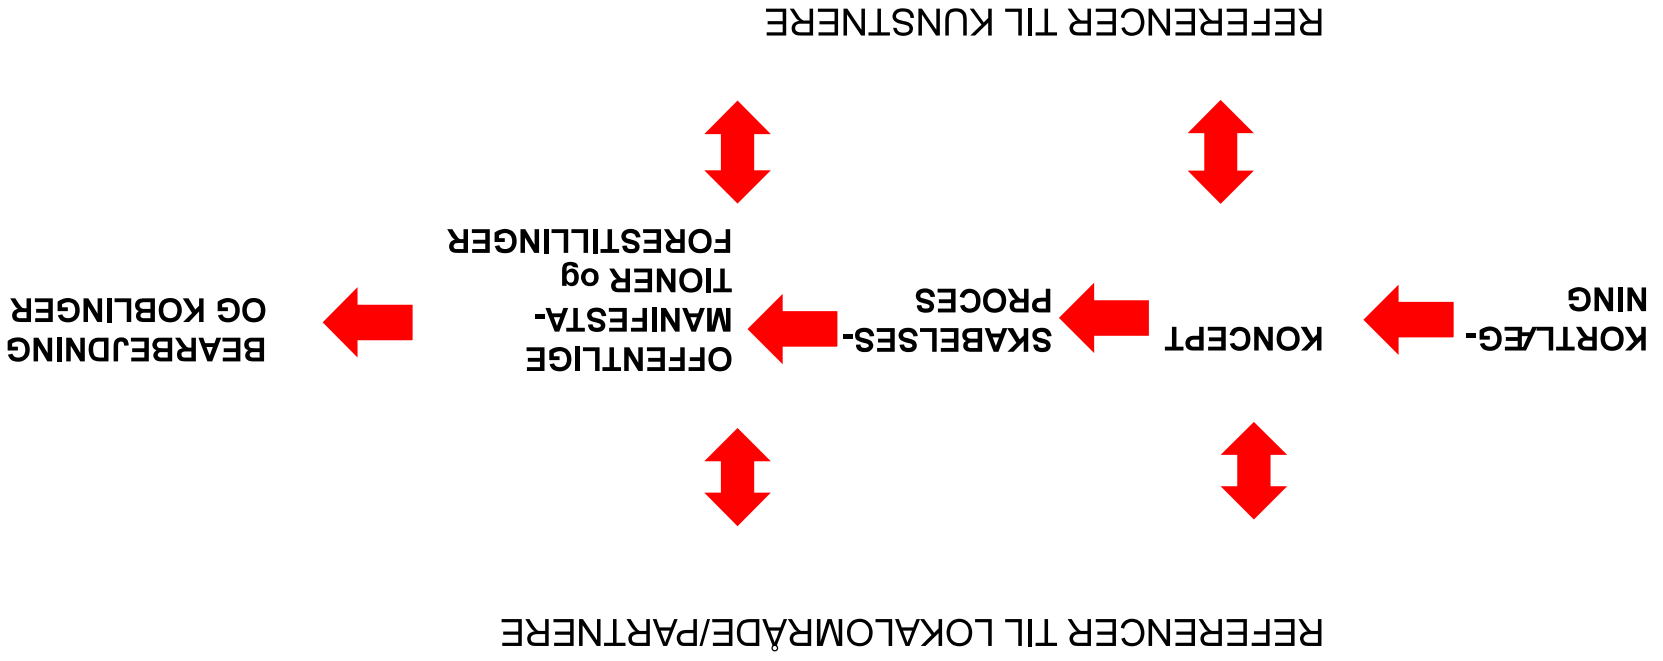 REFERENCER TIL LOKALOMRÅDE/PARTNERE
KORTLÆG-
NING
KONCEPT
SKABELSES-
PROCES
OFFENTLIGE
MANIFESTA-
TIONER og
FORESTILLINGER
BEARBEJDNING
OG KOBLINGER
REFERENCER TIL KUNSTNERE